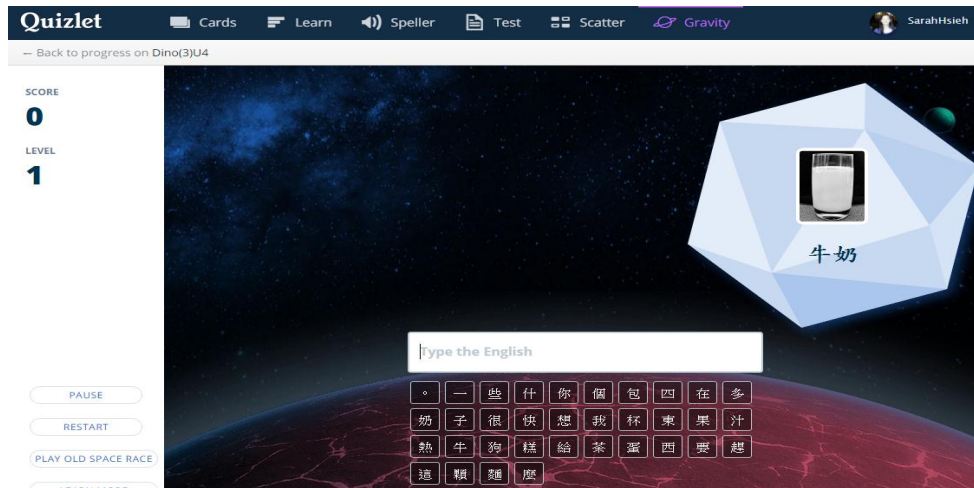 Quizlet
Cards
Learn
Speller
Test
Scatter
Gravity
SarahHsieh
← Back to progress on Dino(3)U4
SCORE
0
LEVEL
1
牛奶
Type the English
。 一 些 什 你 個 包 四 在 多
奶 子 很 快 想 我 杯 東 果 汁
熱 牛 狗 糕 給 茶 蛋 西 要 趕
這 顆 麵 麼
PAUSE
RESTART
PLAY OLD SPACE RACE